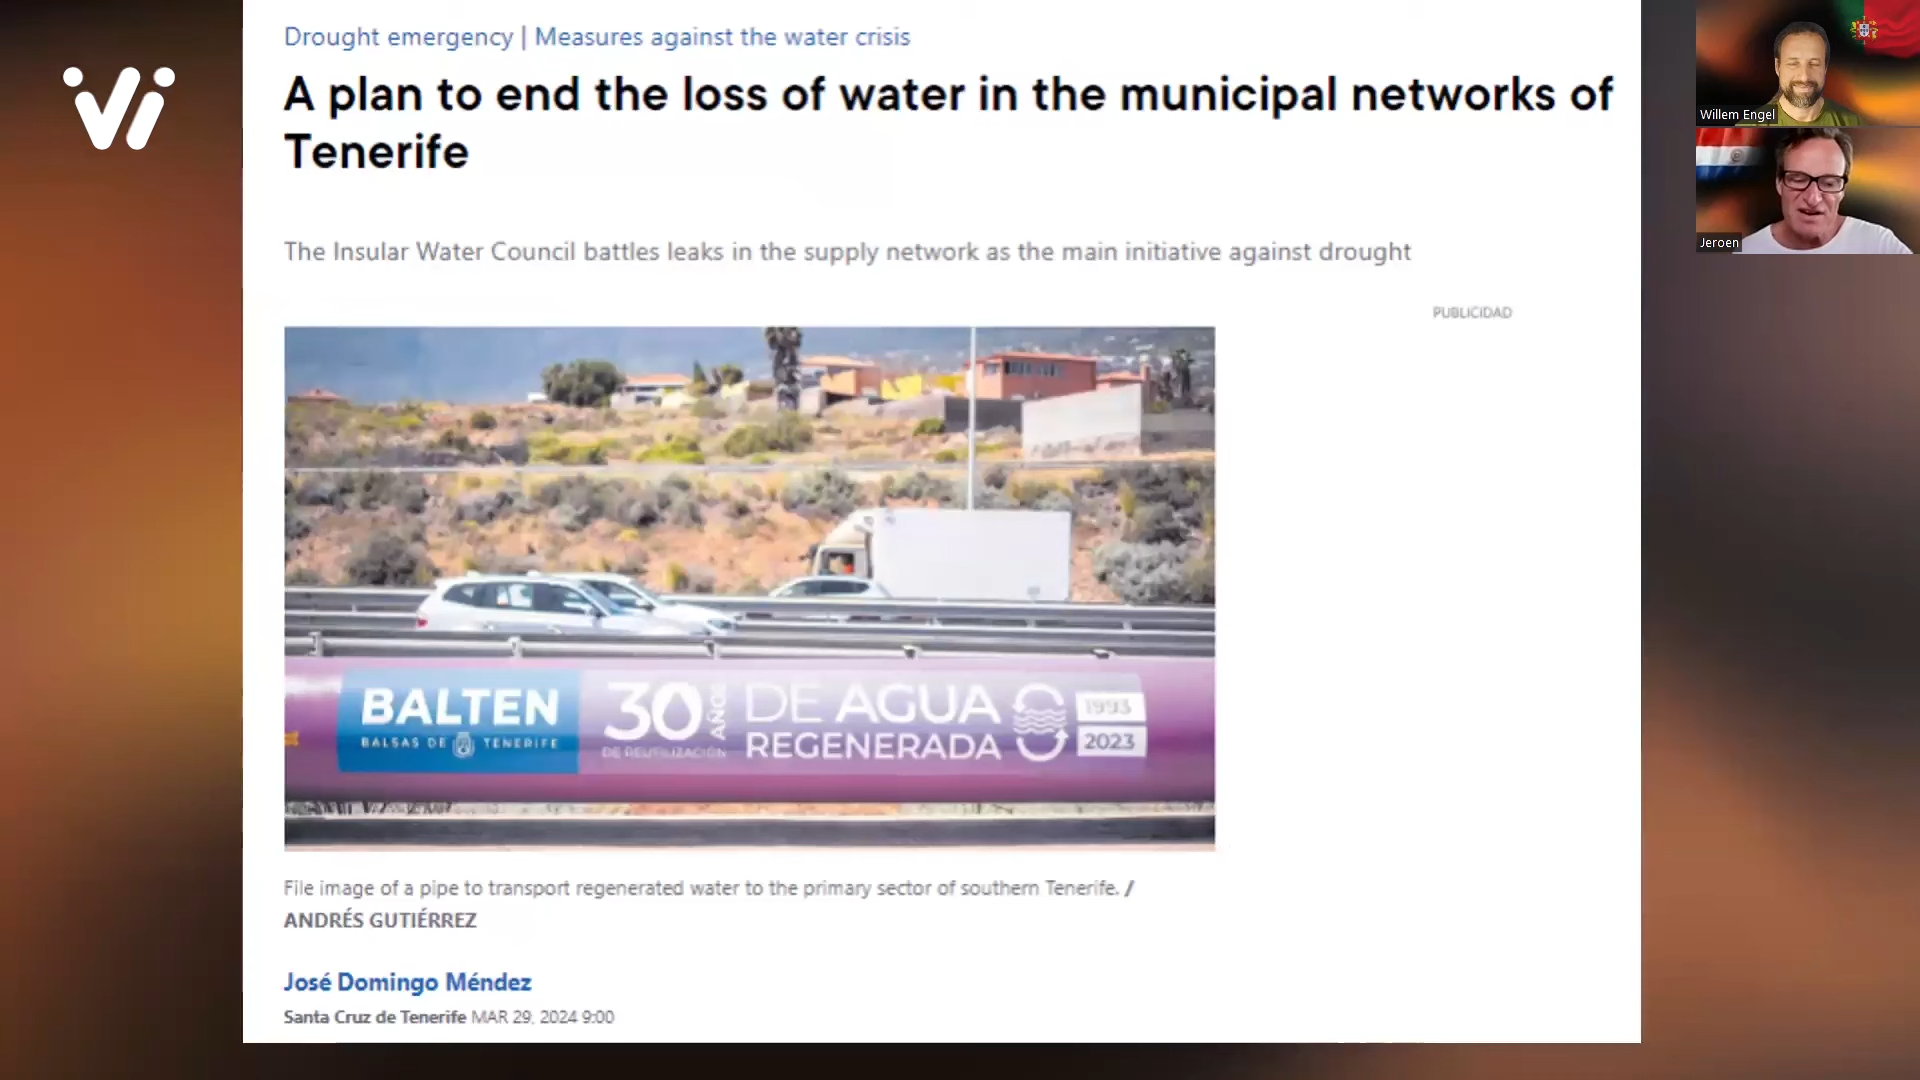 Drought emergency | Measures against the water crisis
A plan to end the loss of water in the municipal networks of
Tenerife
The Insular Water Council battles leaks in the supply network as the main initiative against drought
PUBLICIDAD
BALTEN
BALSAS DE TENERIFE
30 AÑOS
DE REUTILIZACIÓN
DE AGUA
REGENERADA
1993
2023
File image of a pipe to transport regenerated water to the primary sector of southern Tenerife. /
ANDRÉS GUTIÉRREZ
José Domingo Méndez
Santa Cruz de Tenerife MAR 29, 2024 9:00
Willem Engel
Jeroen